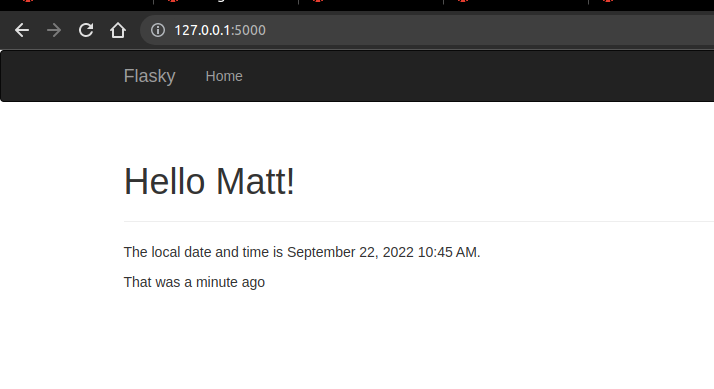 127.0.0.1:5000
Flasky Home
Hello Matt!
The local date and time is September 22, 2022 10:45 AM.
That was a minute ago